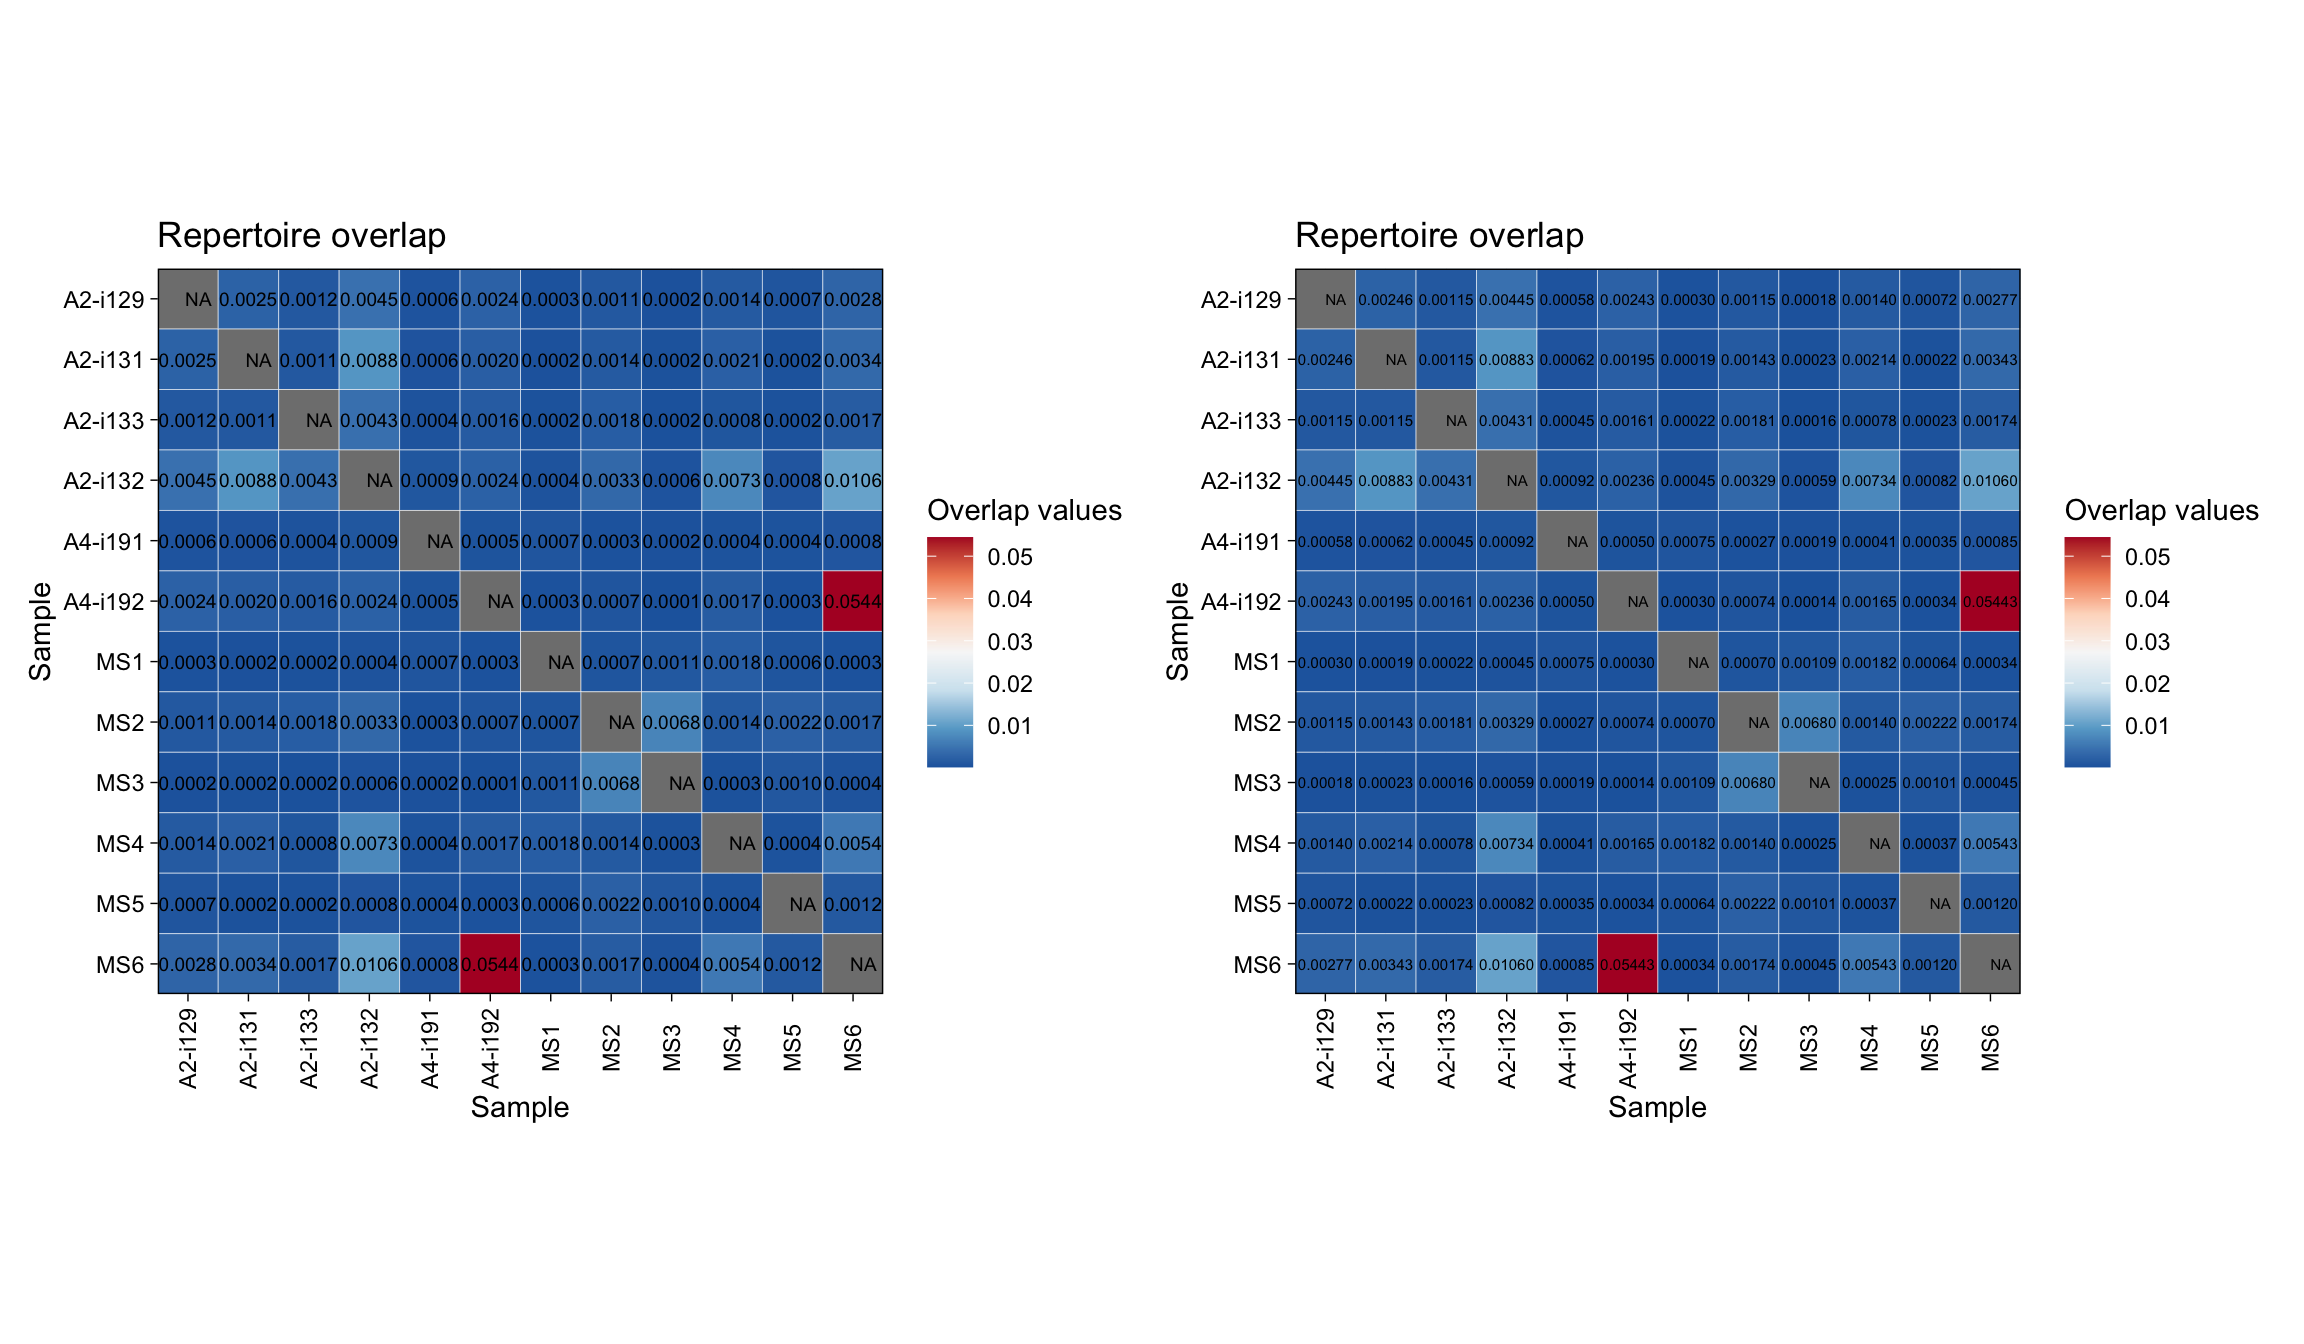 Repertoire overlap
A2-i129 NA 0.0025 0.0012 0.0045 0.0006 0.0024 0.0003 0.0011 0.0002 0.0014 0.0007 0.0028
A2-i131 0.0025 NA 0.0011 0.0088 0.0006 0.0020 0.0002 0.0014 0.0002 0.0021 0.0002 0.0034
A2-i133 0.0012 0.0011 NA 0.0043 0.0004 0.0016 0.0002 0.0018 0.0002 0.0008 0.0002 0.0017
A2-i132 0.0045 0.0088 0.0043 NA 0.0009 0.0024 0.0004 0.0033 0.0006 0.0073 0.0008 0.0106
A4-i191 0.0006 0.0006 0.0004 0.0009 NA 0.0005 0.0007 0.0003 0.0002 0.0004 0.0004 0.0008
A4-i192 0.0024 0.0020 0.0016 0.0024 0.0005 NA 0.0003 0.0007 0.0001 0.0017 0.0003 0.0544
MS1 0.0003 0.0002 0.0002 0.0004 0.0007 0.0003 NA 0.0007 0.0011 0.0018 0.0006 0.0003
MS2 0.0011 0.0014 0.0018 0.0033 0.0003 0.0007 0.0007 NA 0.0068 0.0014 0.0022 0.0017
MS3 0.0002 0.0002 0.0002 0.0006 0.0002 0.0001 0.0011 0.0068 NA 0.0003 0.0010 0.0004
MS4 0.0014 0.0021 0.0008 0.0073 0.0004 0.0017 0.0018 0.0014 0.0003 NA 0.0004 0.0054
MS5 0.0007 0.0002 0.0002 0.0008 0.0004 0.0003 0.0006 0.0022 0.0010 0.0004 NA 0.0012
MS6 0.0028 0.0034 0.0017 0.0106 0.0008 0.0544 0.0003 0.0017 0.0004 0.0054 0.0012 NA
A2-i129 A2-i131 A2-i133 A2-i132 A4-i191 A4-i192 MS1 MS2 MS3 MS4 MS5 MS6
Sample
Sample
Overlap values
0.05
0.04
0.03
0.02
0.01
Repertoire overlap
A2-i129 NA 0.00246 0.00115 0.00445 0.00058 0.00243 0.00030 0.00115 0.00018 0.00140 0.00072 0.00277
A2-i131 0.00246 NA 0.00115 0.00883 0.00062 0.00195 0.00019 0.00143 0.00023 0.00214 0.00022 0.00343
A2-i133 0.00115 0.00115 NA 0.00431 0.00045 0.00161 0.00022 0.00181 0.00016 0.00078 0.00023 0.00174
A2-i132 0.00445 0.00883 0.00431 NA 0.00092 0.00236 0.00045 0.00329 0.00059 0.00734 0.00082 0.01060
A4-i191 0.00058 0.00062 0.00045 0.00092 NA 0.00050 0.00075 0.00027 0.00019 0.00041 0.00035 0.00085
A4-i192 0.00243 0.00195 0.00161 0.00236 0.00050 NA 0.00030 0.00074 0.00014 0.00165 0.00034 0.05443
MS1 0.00030 0.00019 0.00022 0.00045 0.00075 0.00030 NA 0.00070 0.00109 0.00182 0.00064 0.00034
MS2 0.00115 0.00143 0.00181 0.00329 0.00027 0.00074 0.00070 NA 0.00680 0.00140 0.00222 0.00174
MS3 0.00018 0.00023 0.00016 0.00059 0.00019 0.00014 0.00109 0.00680 NA 0.00025 0.00101 0.00045
MS4 0.00140 0.00214 0.00078 0.00734 0.00041 0.00165 0.00182 0.00140 0.00025 NA 0.00037 0.00543
MS5 0.00072 0.00022 0.00023 0.00082 0.00035 0.00034 0.00064 0.00222 0.00101 0.00037 NA 0.00120
MS6 0.00277 0.00343 0.00174 0.01060 0.00085 0.05443 0.00034 0.00174 0.00045 0.00543 0.00120 NA
A2-i129 A2-i131 A2-i133 A2-i132 A4-i191 A4-i192 MS1 MS2 MS3 MS4 MS5 MS6
Sample
Sample
Overlap values
0.05
0.04
0.03
0.02
0.01